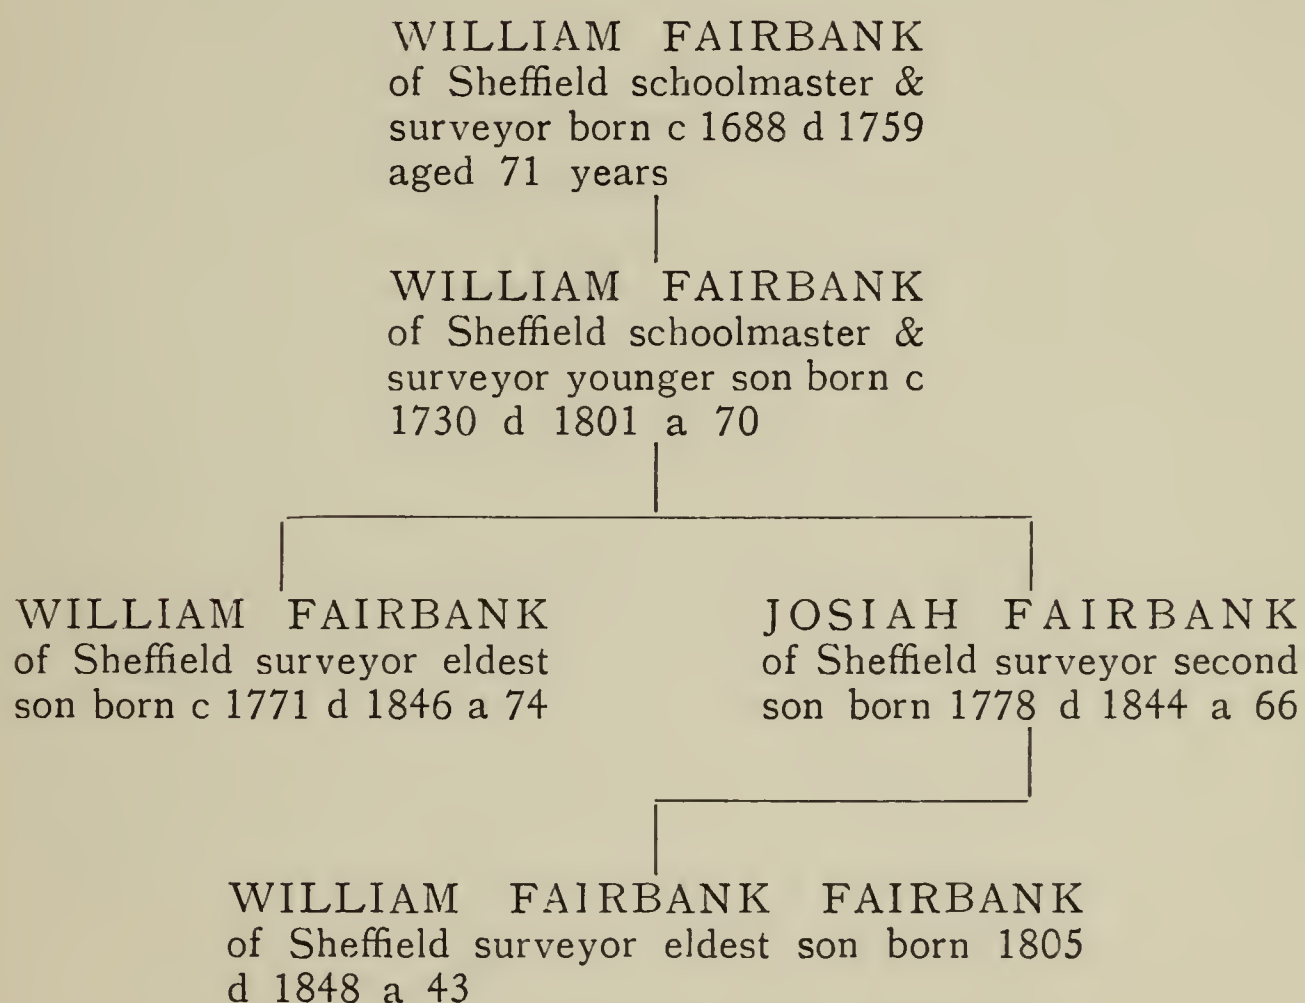 WILLIAM FAIRBANK
of Sheffield schoolmaster &
surveyor born c 1688 d 1759
aged 71 years
WILLIAM FAIRBANK
of Sheffield schoolmaster &
surveyor younger son born c
1730 d 1801 a 70
WILLIAM FAIRBANK
of Sheffield surveyor eldest
son born c 1771 d 1846 a 74
JOSIAH FAIRBANK
of Sheffield surveyor second
son born 1778 d 1844 a 66
WILLIAM FAIRBANK FAIRBANK
of Sheffield surveyor eldest son born 1805
d 1848 a 43